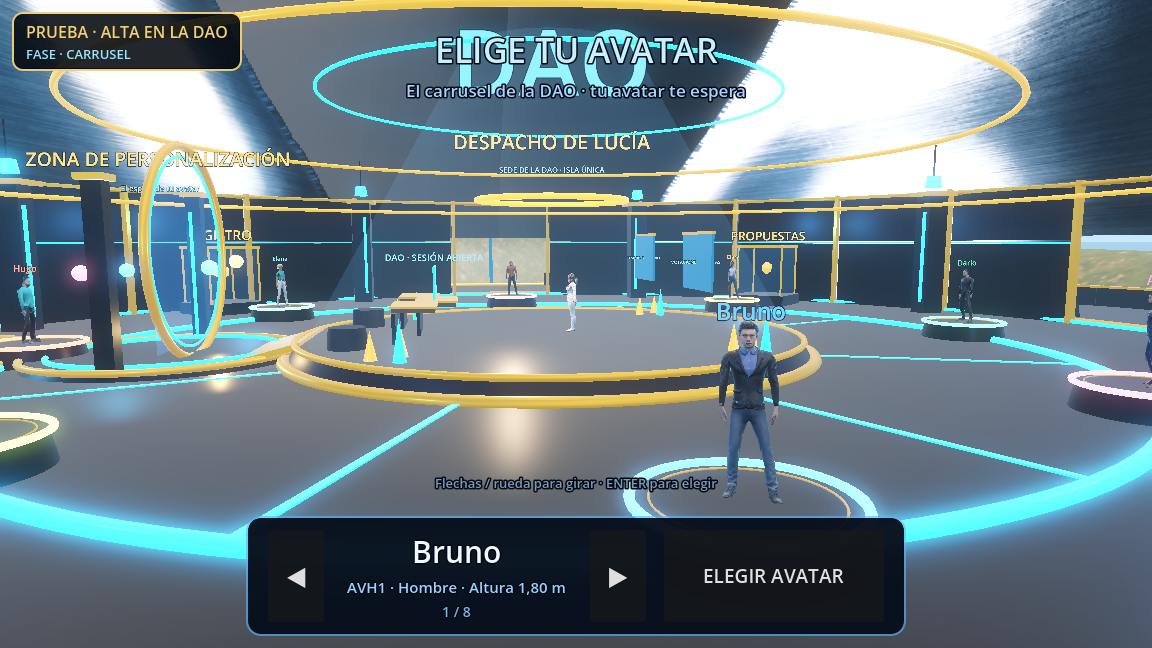 PRUEBA · ALTA EN LA DAO
FASE · CARRUSEL
DAO
ELIGE TU AVATAR
El carrusel de la DAO · tu avatar te espera
DESPACHO DE LUCÍA
SEDE DE LA DAO · ISLA ÚNICA
ZONA DE PERSONALIZACIÓN
PROPUESTAS
Elena
DAO · SESIÓN ABIERTA
Hugo
Darío
Bruno
Flechas / rueda para girar · ENTER para elegir
◀
Bruno
AVH1 · Hombre · Altura 1,80 m
1 / 8
▶
ELEGIR AVATAR